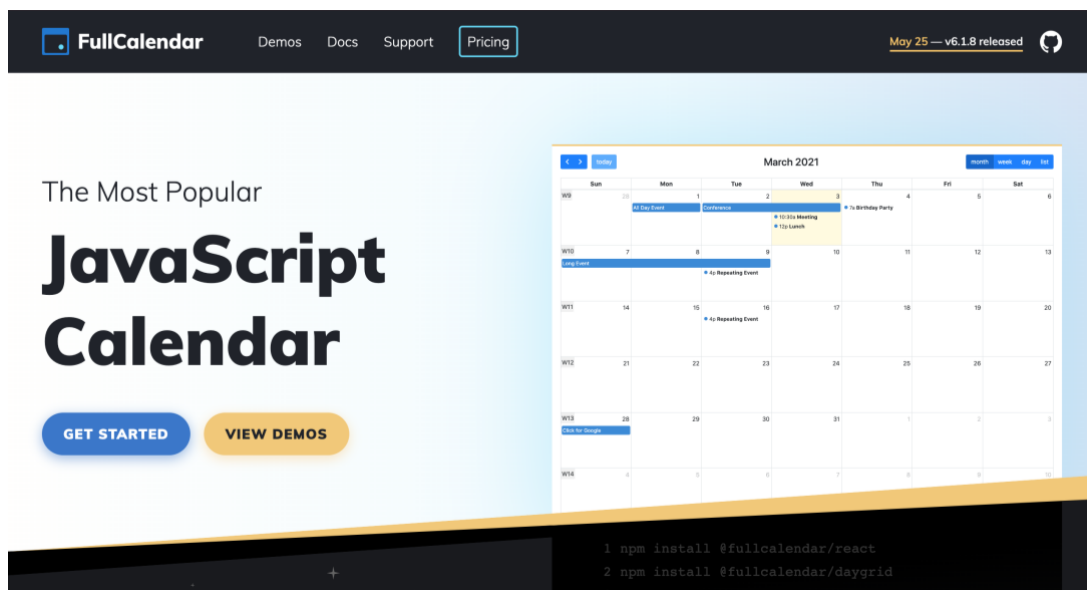 FullCalendar Demos Docs Support Pricing May 25 — v6.1.8 released
The Most Popular
JavaScript
Calendar
GET STARTED VIEW DEMOS
today March 2021 month week day list
Sun Mon Tue Wed Thu Fri Sat
W9 28 1 2 3 4 5 6
All Day Event Conference 7a Birthday Party
10:30a Meeting
12p Lunch
W10 7 8 9 10 11 12 13
Long Event
4p Repeating Event
W11 14 15 16 17 18 19 20
4p Repeating Event
W12 21 22 23 24 25 26 27
W13 28 29 30 31 1 2 3
Click for Google
W14 4 5 6 7 8 9 10
1 npm install @fullcalendar/react
2 npm install @fullcalendar/daygrid